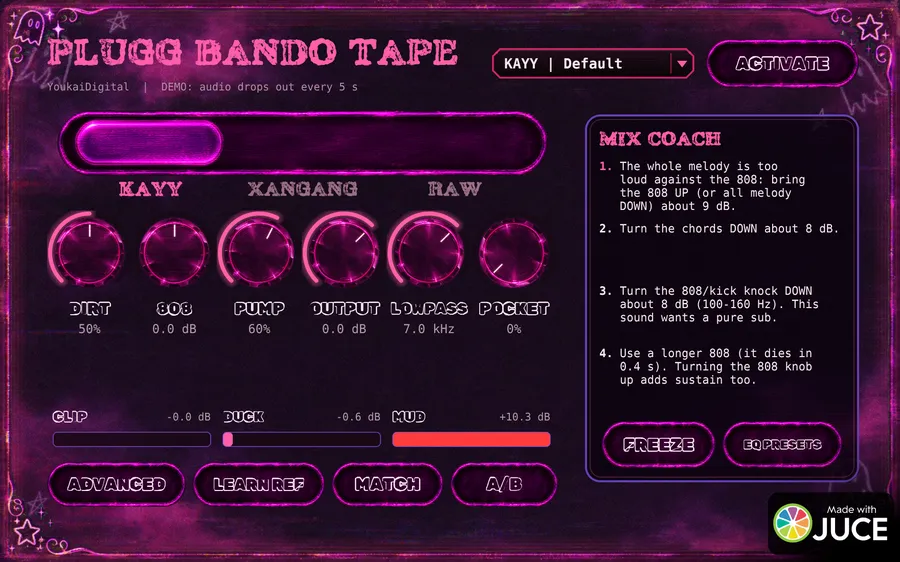 PLUGG BANDO TAPE
YoukaiDigital | DEMO: audio drops out every 5 s
KAYY | Default
ACTIVATE
KAYY XANGANG RAW
DIRT 808 PUMP OUTPUT LOWPASS POCKET
50% 0.0 dB 60% 0.0 dB 7.0 kHz 0%
CLIP -0.0 dB DUCK -0.6 dB MUD +10.3 dB
ADVANCED LEARN REF MATCH A/B
MIX COACH
1. The whole melody is too
loud against the 808: bring
the 808 UP (or all melody
DOWN) about 9 dB.
2. Turn the chords DOWN about 8 dB.
3. Turn the 808/kick knock DOWN
about 8 dB (100-160 Hz). This
sound wants a pure sub.
4. Use a longer 808 (it dies in
0.4 s). Turning the 808 knob
up adds sustain too.
FREEZE EQ PRESETS
Made with
JUCE